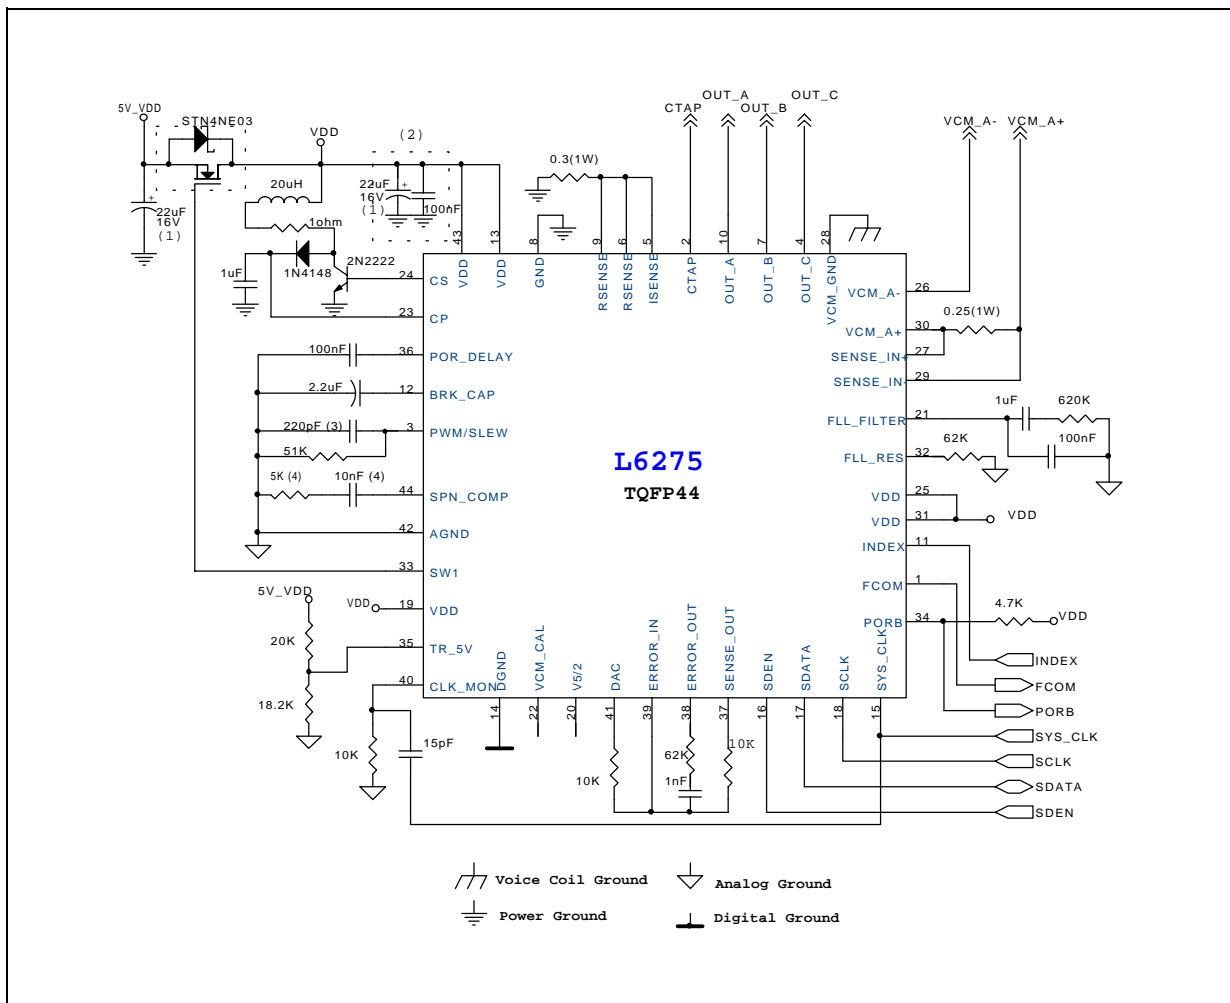 OUT_A
OUT_C
CTAP
OUT_B
5V_VDD
STN4NE03
VCM_A-
VCM_A+
VDD
(2)
0.3(1W)
20uH
22uF
16V
(1)
+
100nF
+
22uF
16V
(1)
1ohm
43
13
8
9
6
5
2
10
7
4
28
VDD
VDD
GND
RSENSE
RSENSE
ISENSE
CTAP
OUT_A
OUT_B
OUT_C
VCM_GND
1uF
1N4148
2N2222
24
CS
23
CP
100nF
36
POR_DELAY
2.2uF
12
BRK_CAP
220pF (3)
3
PWM/SLEW
51K
5K (4)
10nF (4)
44
SPN_COMP
42
AGND
33
SW1
5V_VDD
VDD
19
VDD
20K
35
TR_5V
40
CLK_MON
18.2K
10K
15pF
L6275
TQFP44
VCM_A-
26
VCM_A+
30
0.25(1W)
SENSE_IN+
27
SENSE_IN-
29
FLL_FILTER
21
1uF
620K
100nF
FLL_RES
32
62K
VDD
25
VDD
31
VDD
INDEX
11
FCOM
1
PORB
34
4.7K
VDD
DGND
VCM_CAL
V5/2
DAC
ERROR_IN
ERROR_OUT
SENSE_OUT
SDEN
SDATA
SCLK
SYS_CLK
14
22
20
41
39
38
37
16
17
18
15
10K
62K
1nF
10K
INDEX
FCOM
PORB
SYS_CLK
SCLK
SDATA
SDEN
Voice Coil Ground
Analog Ground
Power Ground
Digital Ground